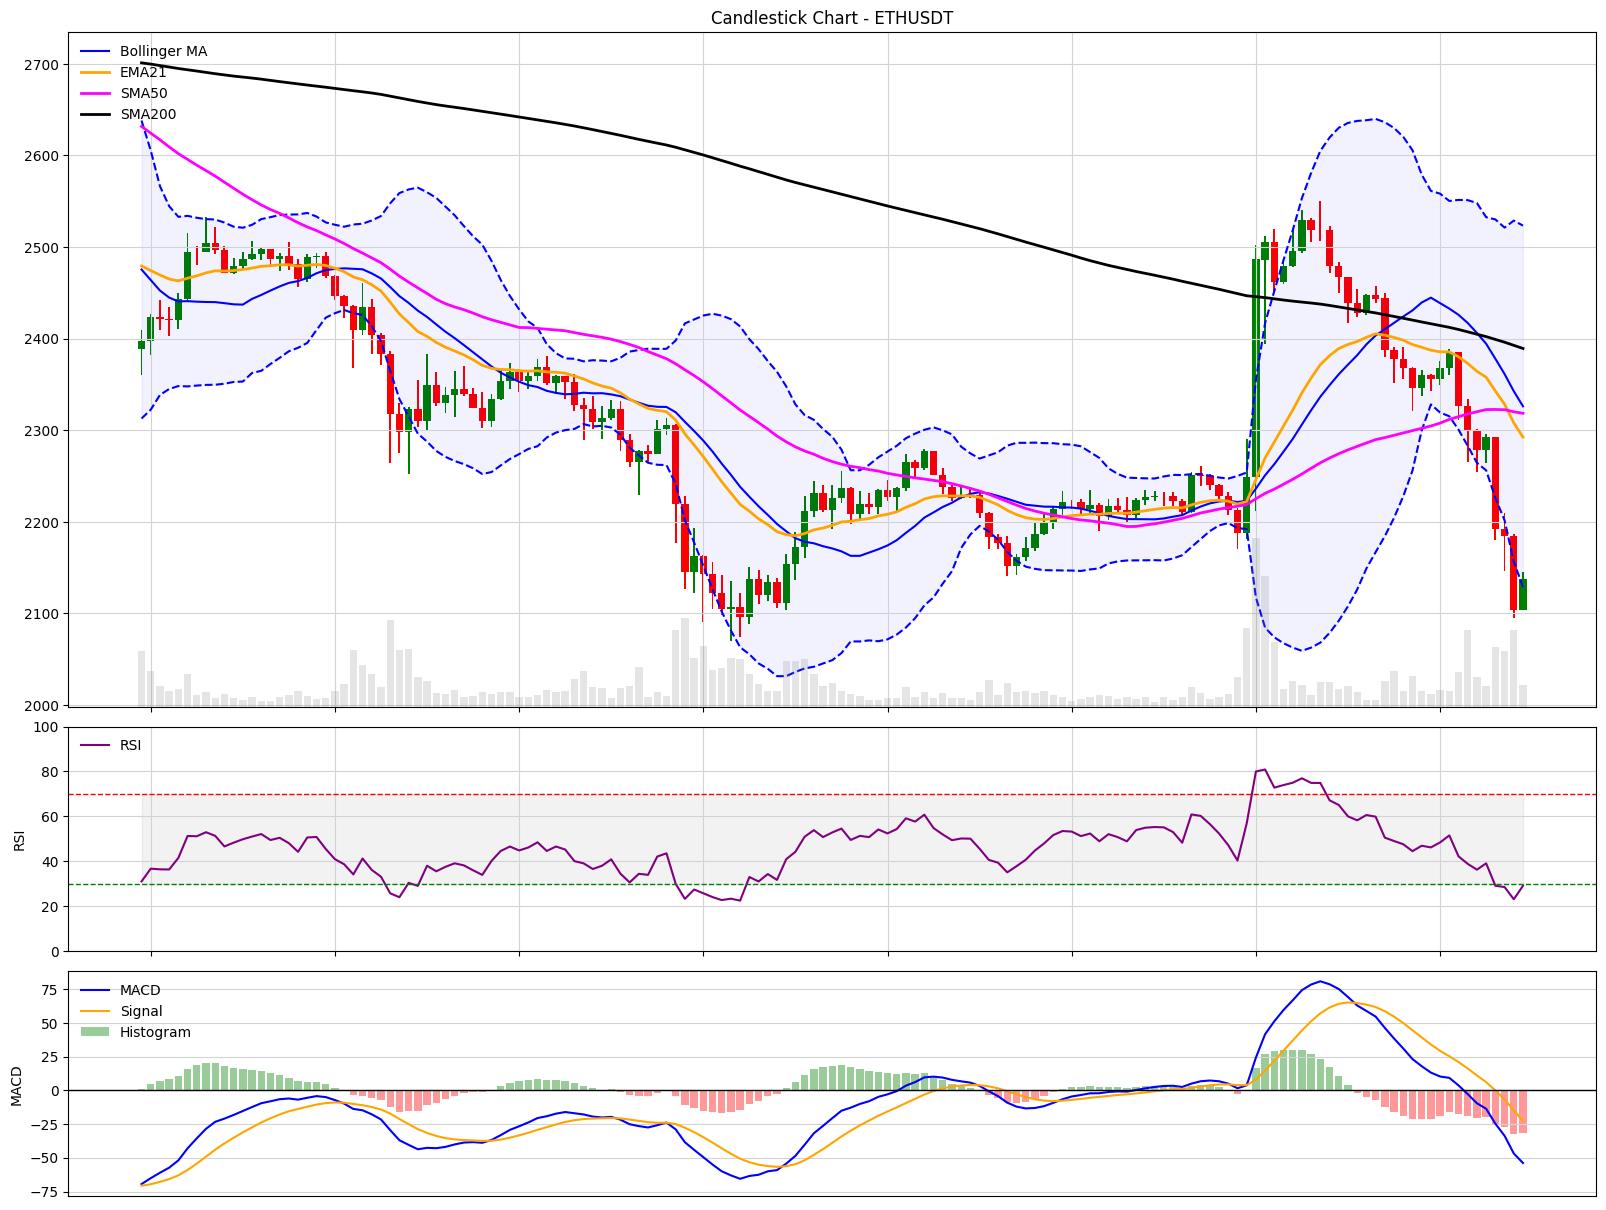 Candlestick Chart - ETHUSDT
Bollinger MA
EMA21
SMA50
SMA200
2700
2600
2500
2400
2300
2200
2100
2000
RSI
100
80
60
40
20
0
RSI
MACD
Signal
Histogram
75
50
25
0
−25
−50
−75
MACD